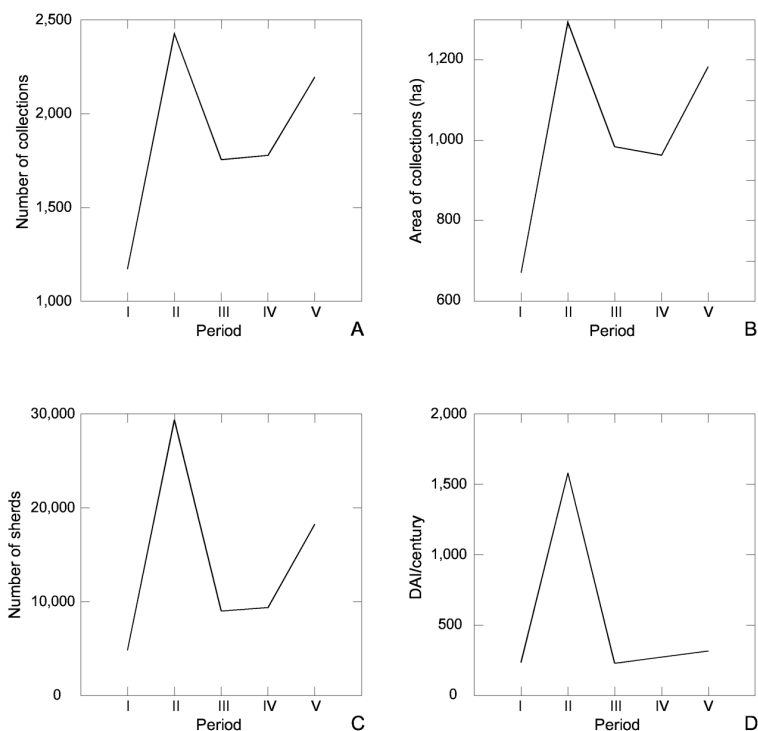 2,500
2,000
1,500
1,000
Number of collections
I II III IV V
Period
A
1,200
1,000
800
600
Area of collections (ha)
I II III IV V
Period
B
30,000
20,000
10,000
0
Number of sherds
I II III IV V
Period
C
2,000
1,500
1,000
500
0
DAI/century
I II III IV V
Period
D